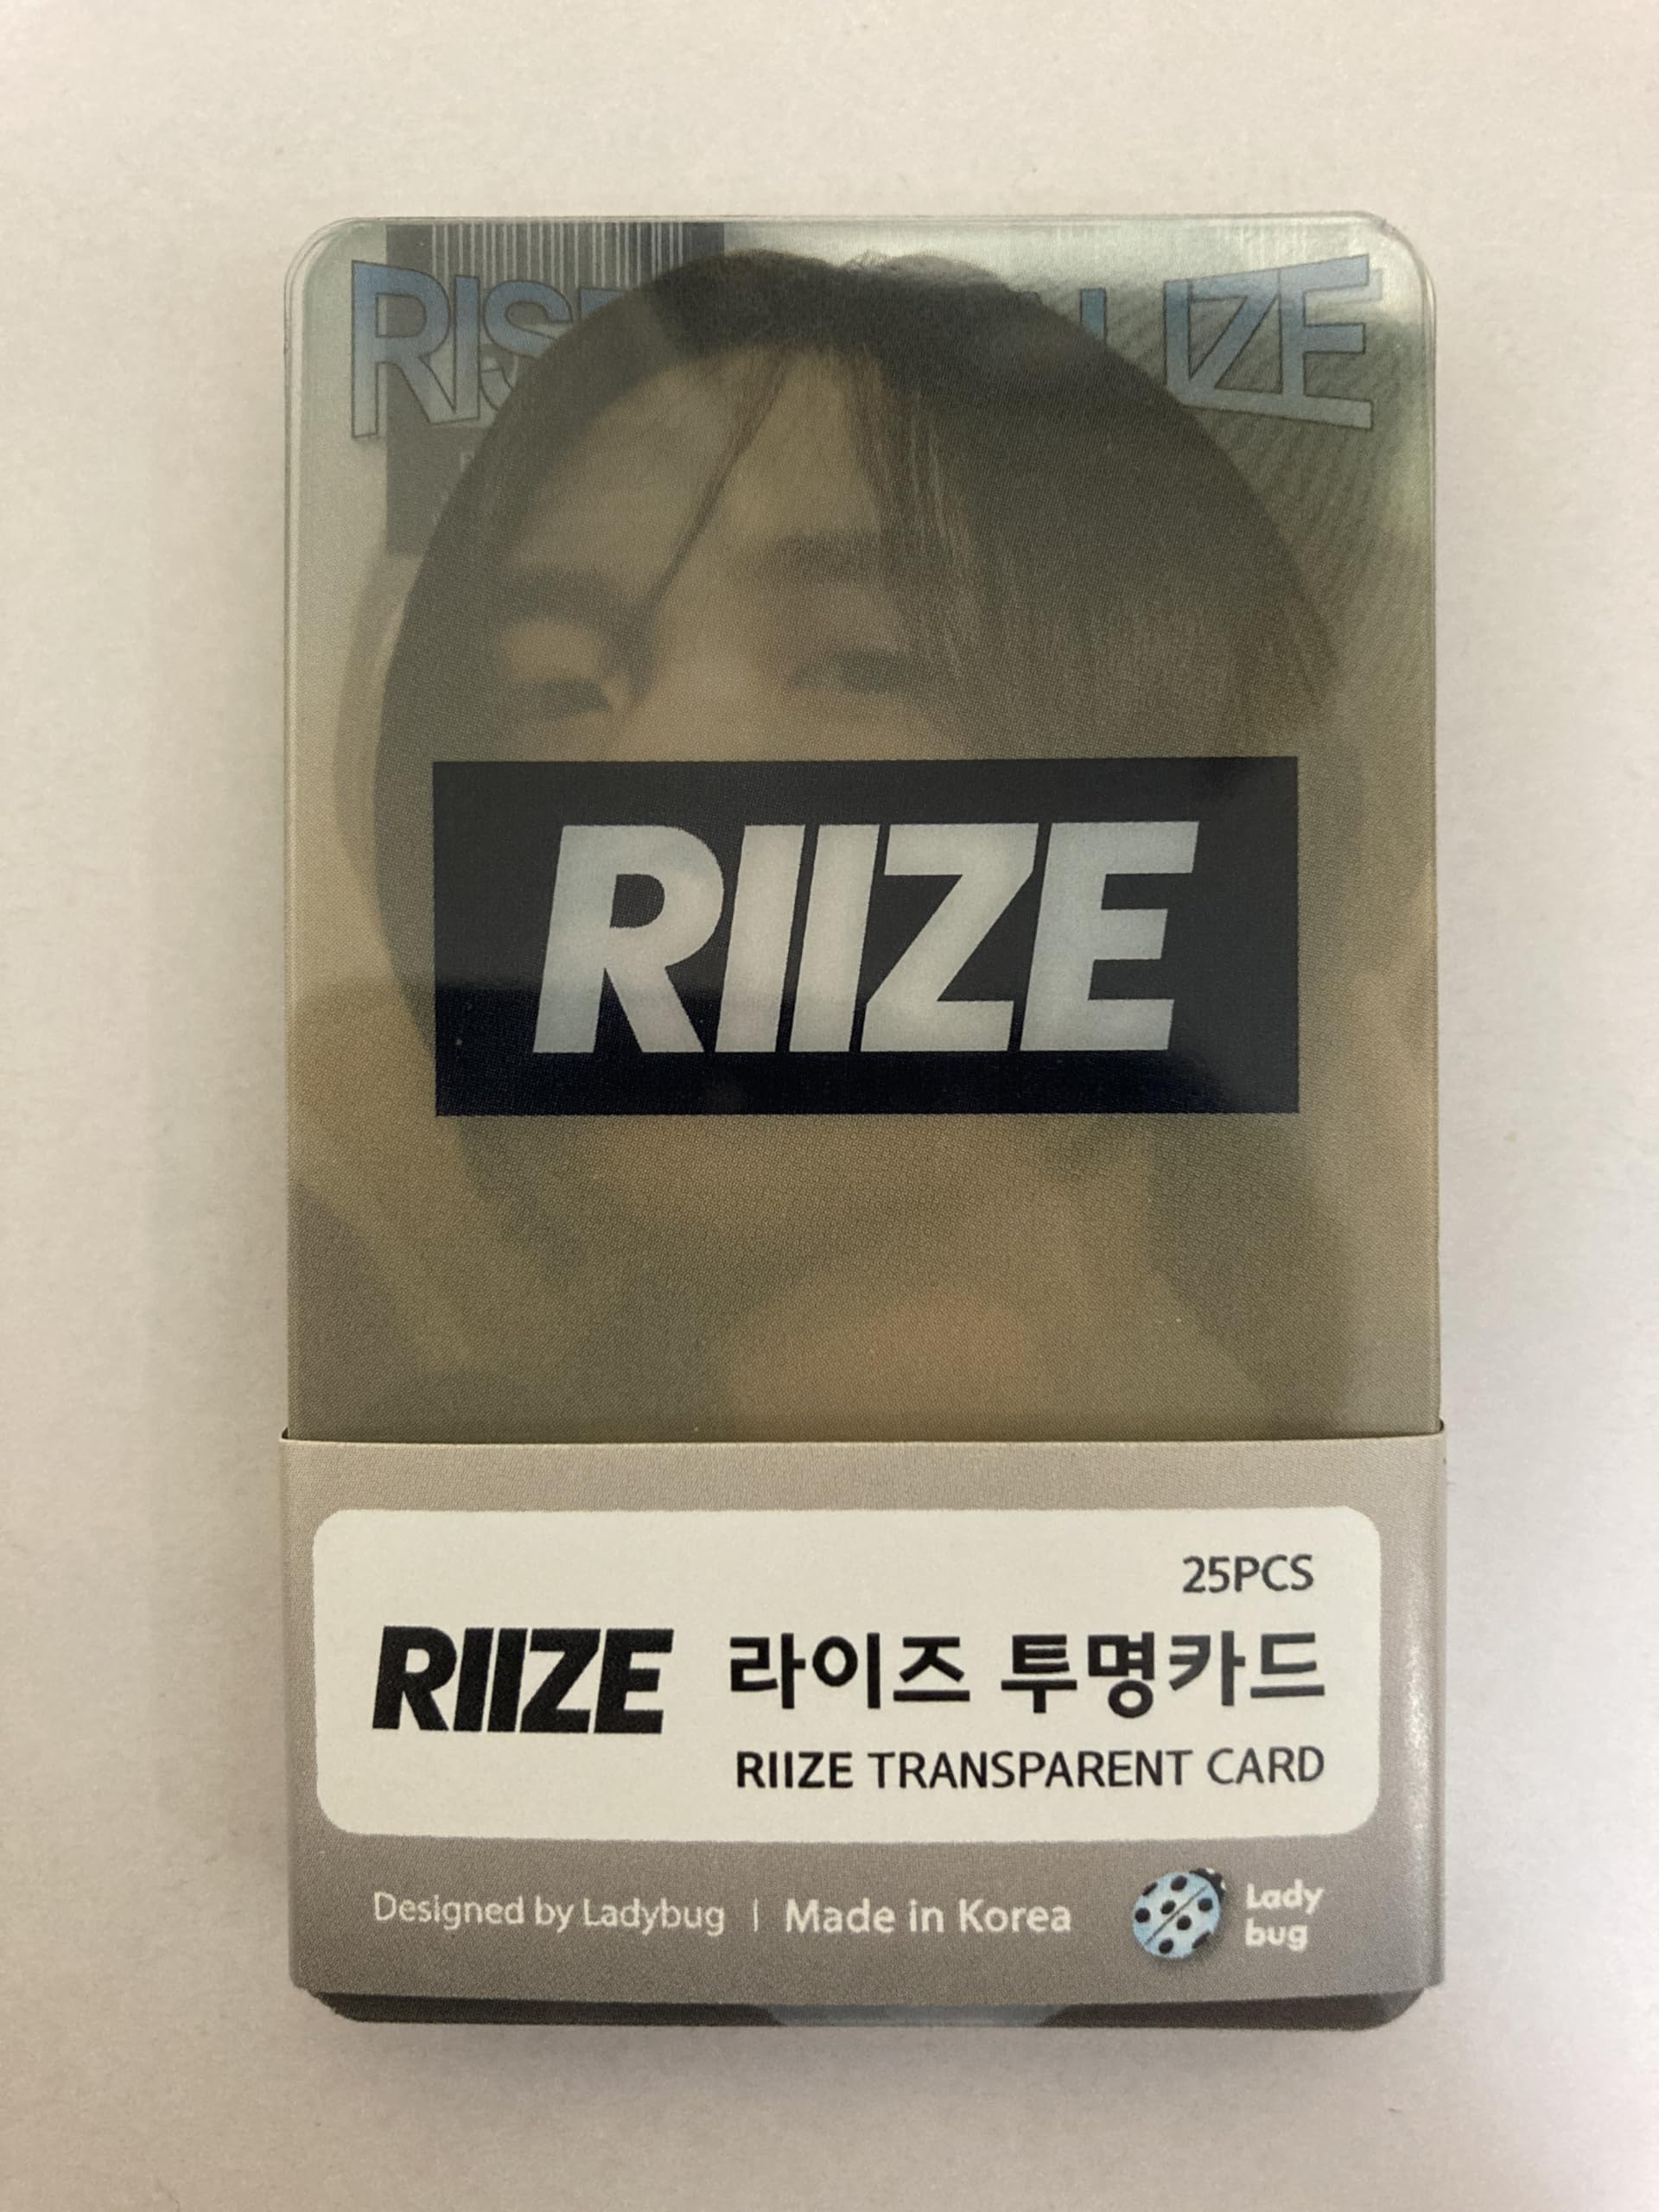 RIIZE
25PCS
RIIZE 라이즈 투명카드
RIIZE TRANSPARENT CARD
Designed by Ladybug | Made in Korea
Lady
bug